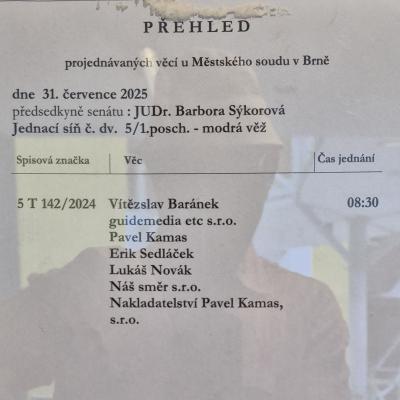 PŘEHLED
projednávaných věcí u Městského soudu v Brně
dne 31. července 2025
předsedkyně senátu : JUDr. Barbora Sýkorová
Jednací síň č. dv. 5/1.posch. - modrá věž
Spisová značka Věc Čas jednání
5 T 142/2024 Vítězslav Baránek 08:30
guidemedia etc s.r.o.
Pavel Kamas
Erik Sedláček
Lukáš Novák
Náš směr s.r.o.
Nakladatelství Pavel Kamas,
s.r.o.